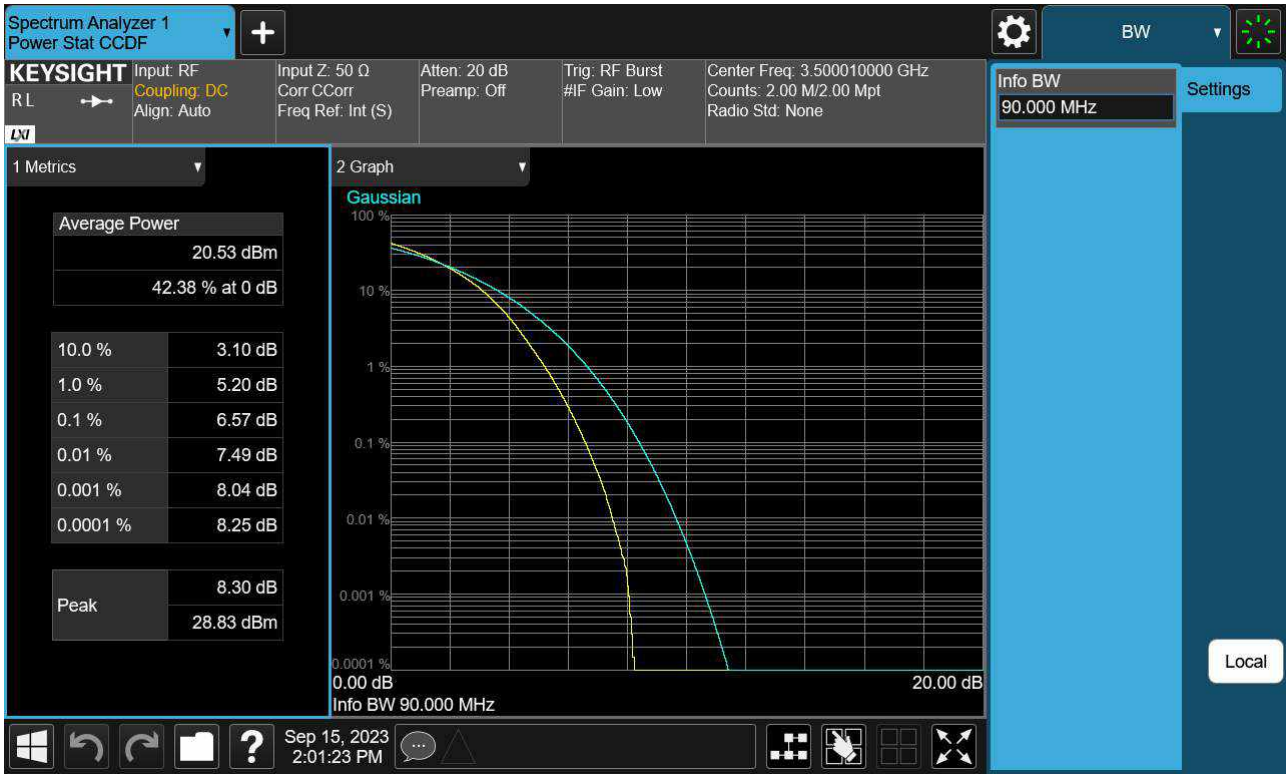 Spectrum Analyzer 1
Power Stat CCDF
BW
KEYSIGHT
RL
LXI
Input: RF
Coupling: DC
Align: Auto
Input Z: 50 Ω
Corr CCorr
Freq Ref: Int (S)
Atten: 20 dB
Preamp: Off
Trig: RF Burst
#IF Gain: Low
Center Freq: 3.500010000 GHz
Counts: 2.00 M/2.00 Mpt
Radio Std: None
Info BW
90.000 MHz
Settings
1 Metrics
Average Power
20.53 dBm
42.38 % at 0 dB
10.0 % 3.10 dB
1.0 % 5.20 dB
0.1 % 6.57 dB
0.01 % 7.49 dB
0.001 % 8.04 dB
0.0001 % 8.25 dB
Peak
8.30 dB
28.83 dBm
2 Graph
Gaussian
100 %
10 %
1 %
0.1 %
0.01 %
0.001 %
0.0001 %
0.00 dB 20.00 dB
Info BW 90.000 MHz
Local
?
Sep 15, 2023
2:01:23 PM